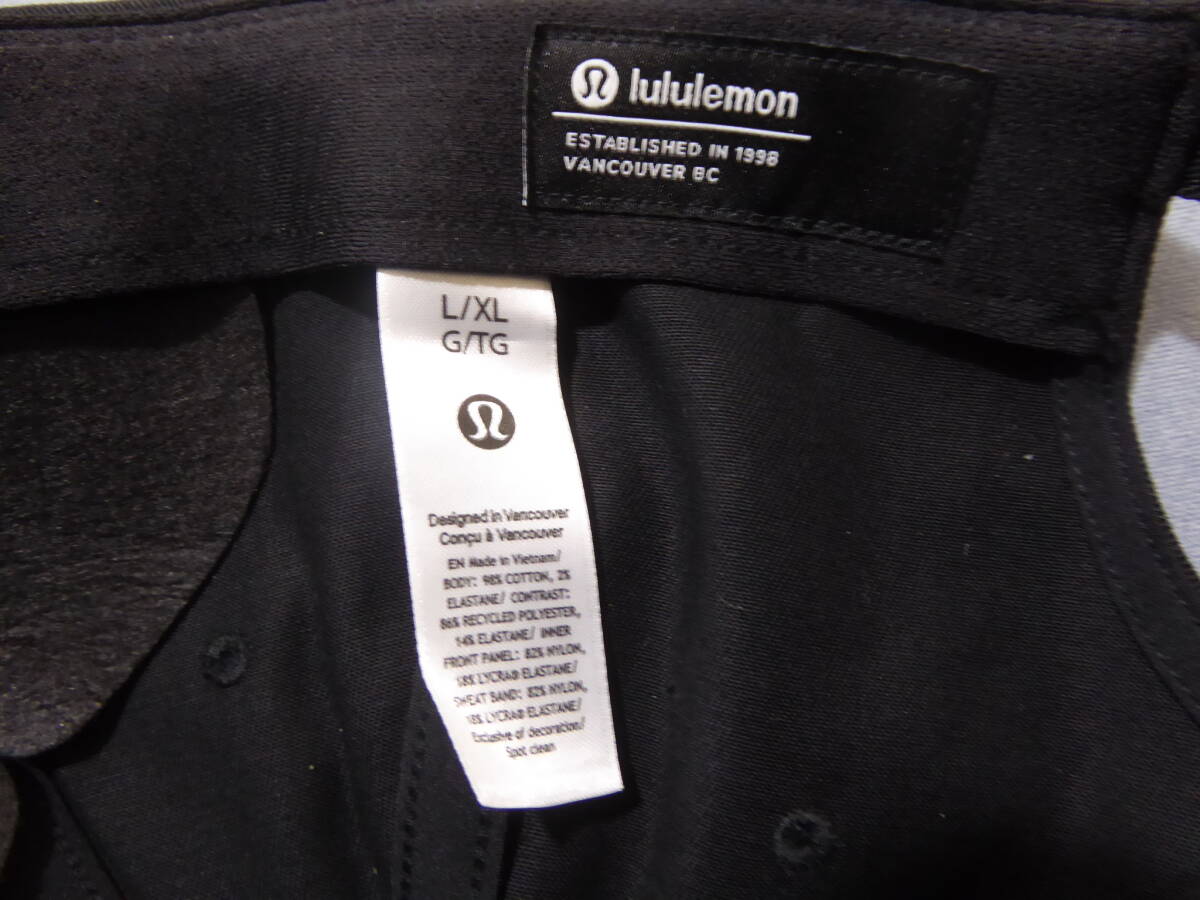 lululemon
ESTABLISHED IN 1998
VANCOUVER BC
L/XL
G/TG
Designed in Vancouver
Conçu à Vancouver
EN Made in Vietnam/
BODY: 98% COTTON, 2%
ELASTANE/ CONTRAST:
86% RECYCLED POLYESTER,
14% ELASTANE/ INNER
FRONT PANEL: 82% NYLON,
18% LYCRA® ELASTANE/
SWEAT BAND: 82% NYLON,
18% LYCRA® ELASTANE/
Exclusive of decoration/
Spot clean